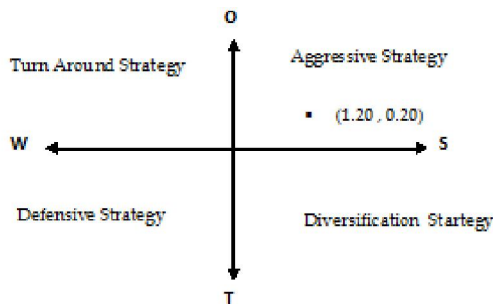 O
Turn Around Strategy
Aggressive Strategy
▪ (1.20 , 0.20)
W
S
Defensive Strategy
Diversification Startegy
T